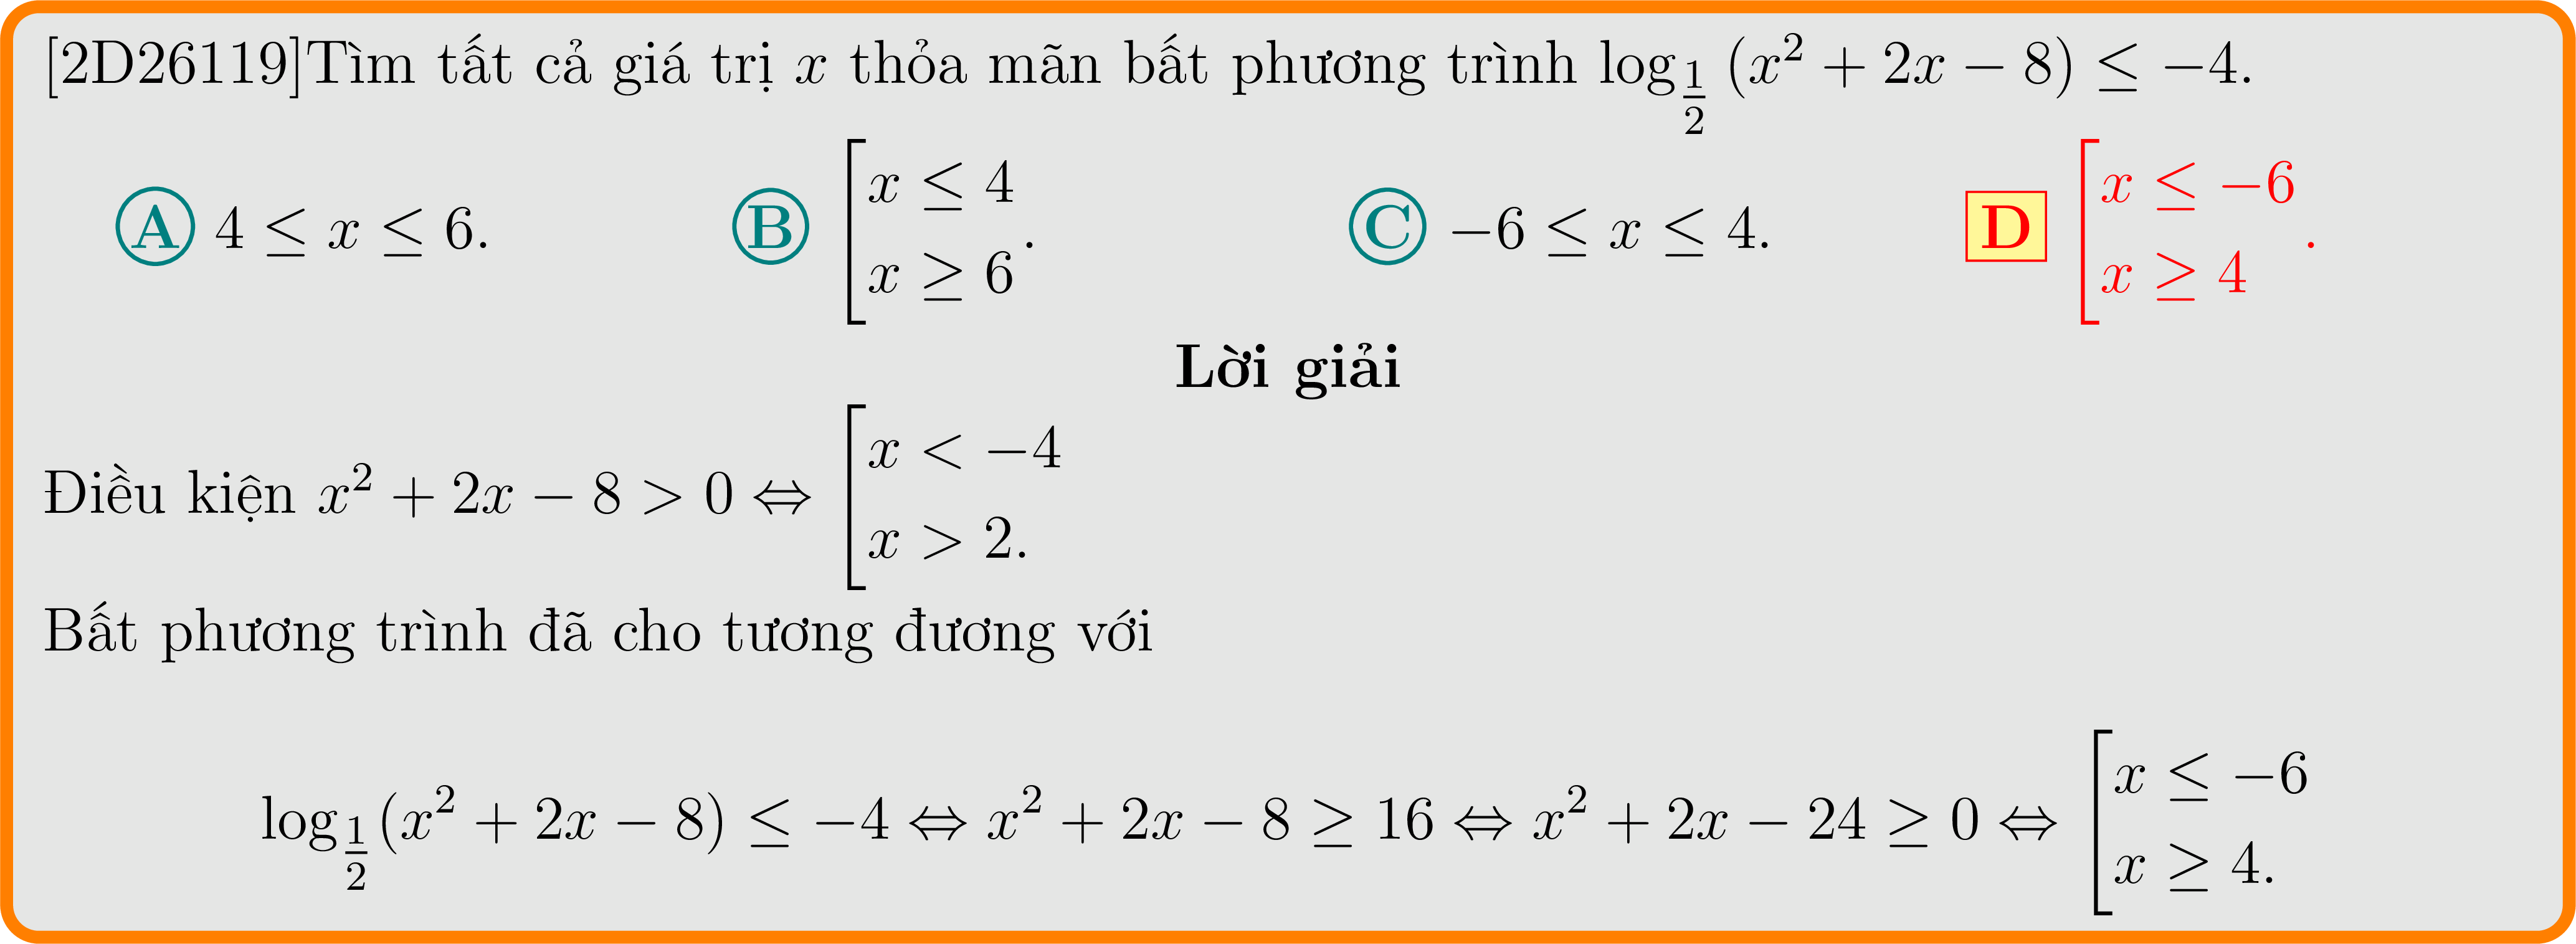 [2D26119]Tìm tất cả giá trị $x$ thỏa mãn bất phương trình $\log_{\frac{1}{2}}(x^2+2x-8) \leq -4$.
A $4 \leq x \leq 6$. B $\left[\begin{array}{l} x \leq 4 \\ x \geq 6 \end{array}\right.$. C $-6 \leq x \leq 4$. D $\left[\begin{array}{l} x \leq -6 \\ x \geq 4 \end{array}\right.$.
Lời giải
Điều kiện $x^2+2x-8 > 0 \Leftrightarrow \left[\begin{array}{l} x < -4 \\ x > 2. \end{array}\right.$
Bất phương trình đã cho tương đương với
$\log_{\frac{1}{2}}(x^2+2x-8) \leq -4 \Leftrightarrow x^2+2x-8 \geq 16 \Leftrightarrow x^2+2x-24 \geq 0 \Leftrightarrow \left[\begin{array}{l} x \leq -6 \\ x \geq 4. \end{array}\right.$